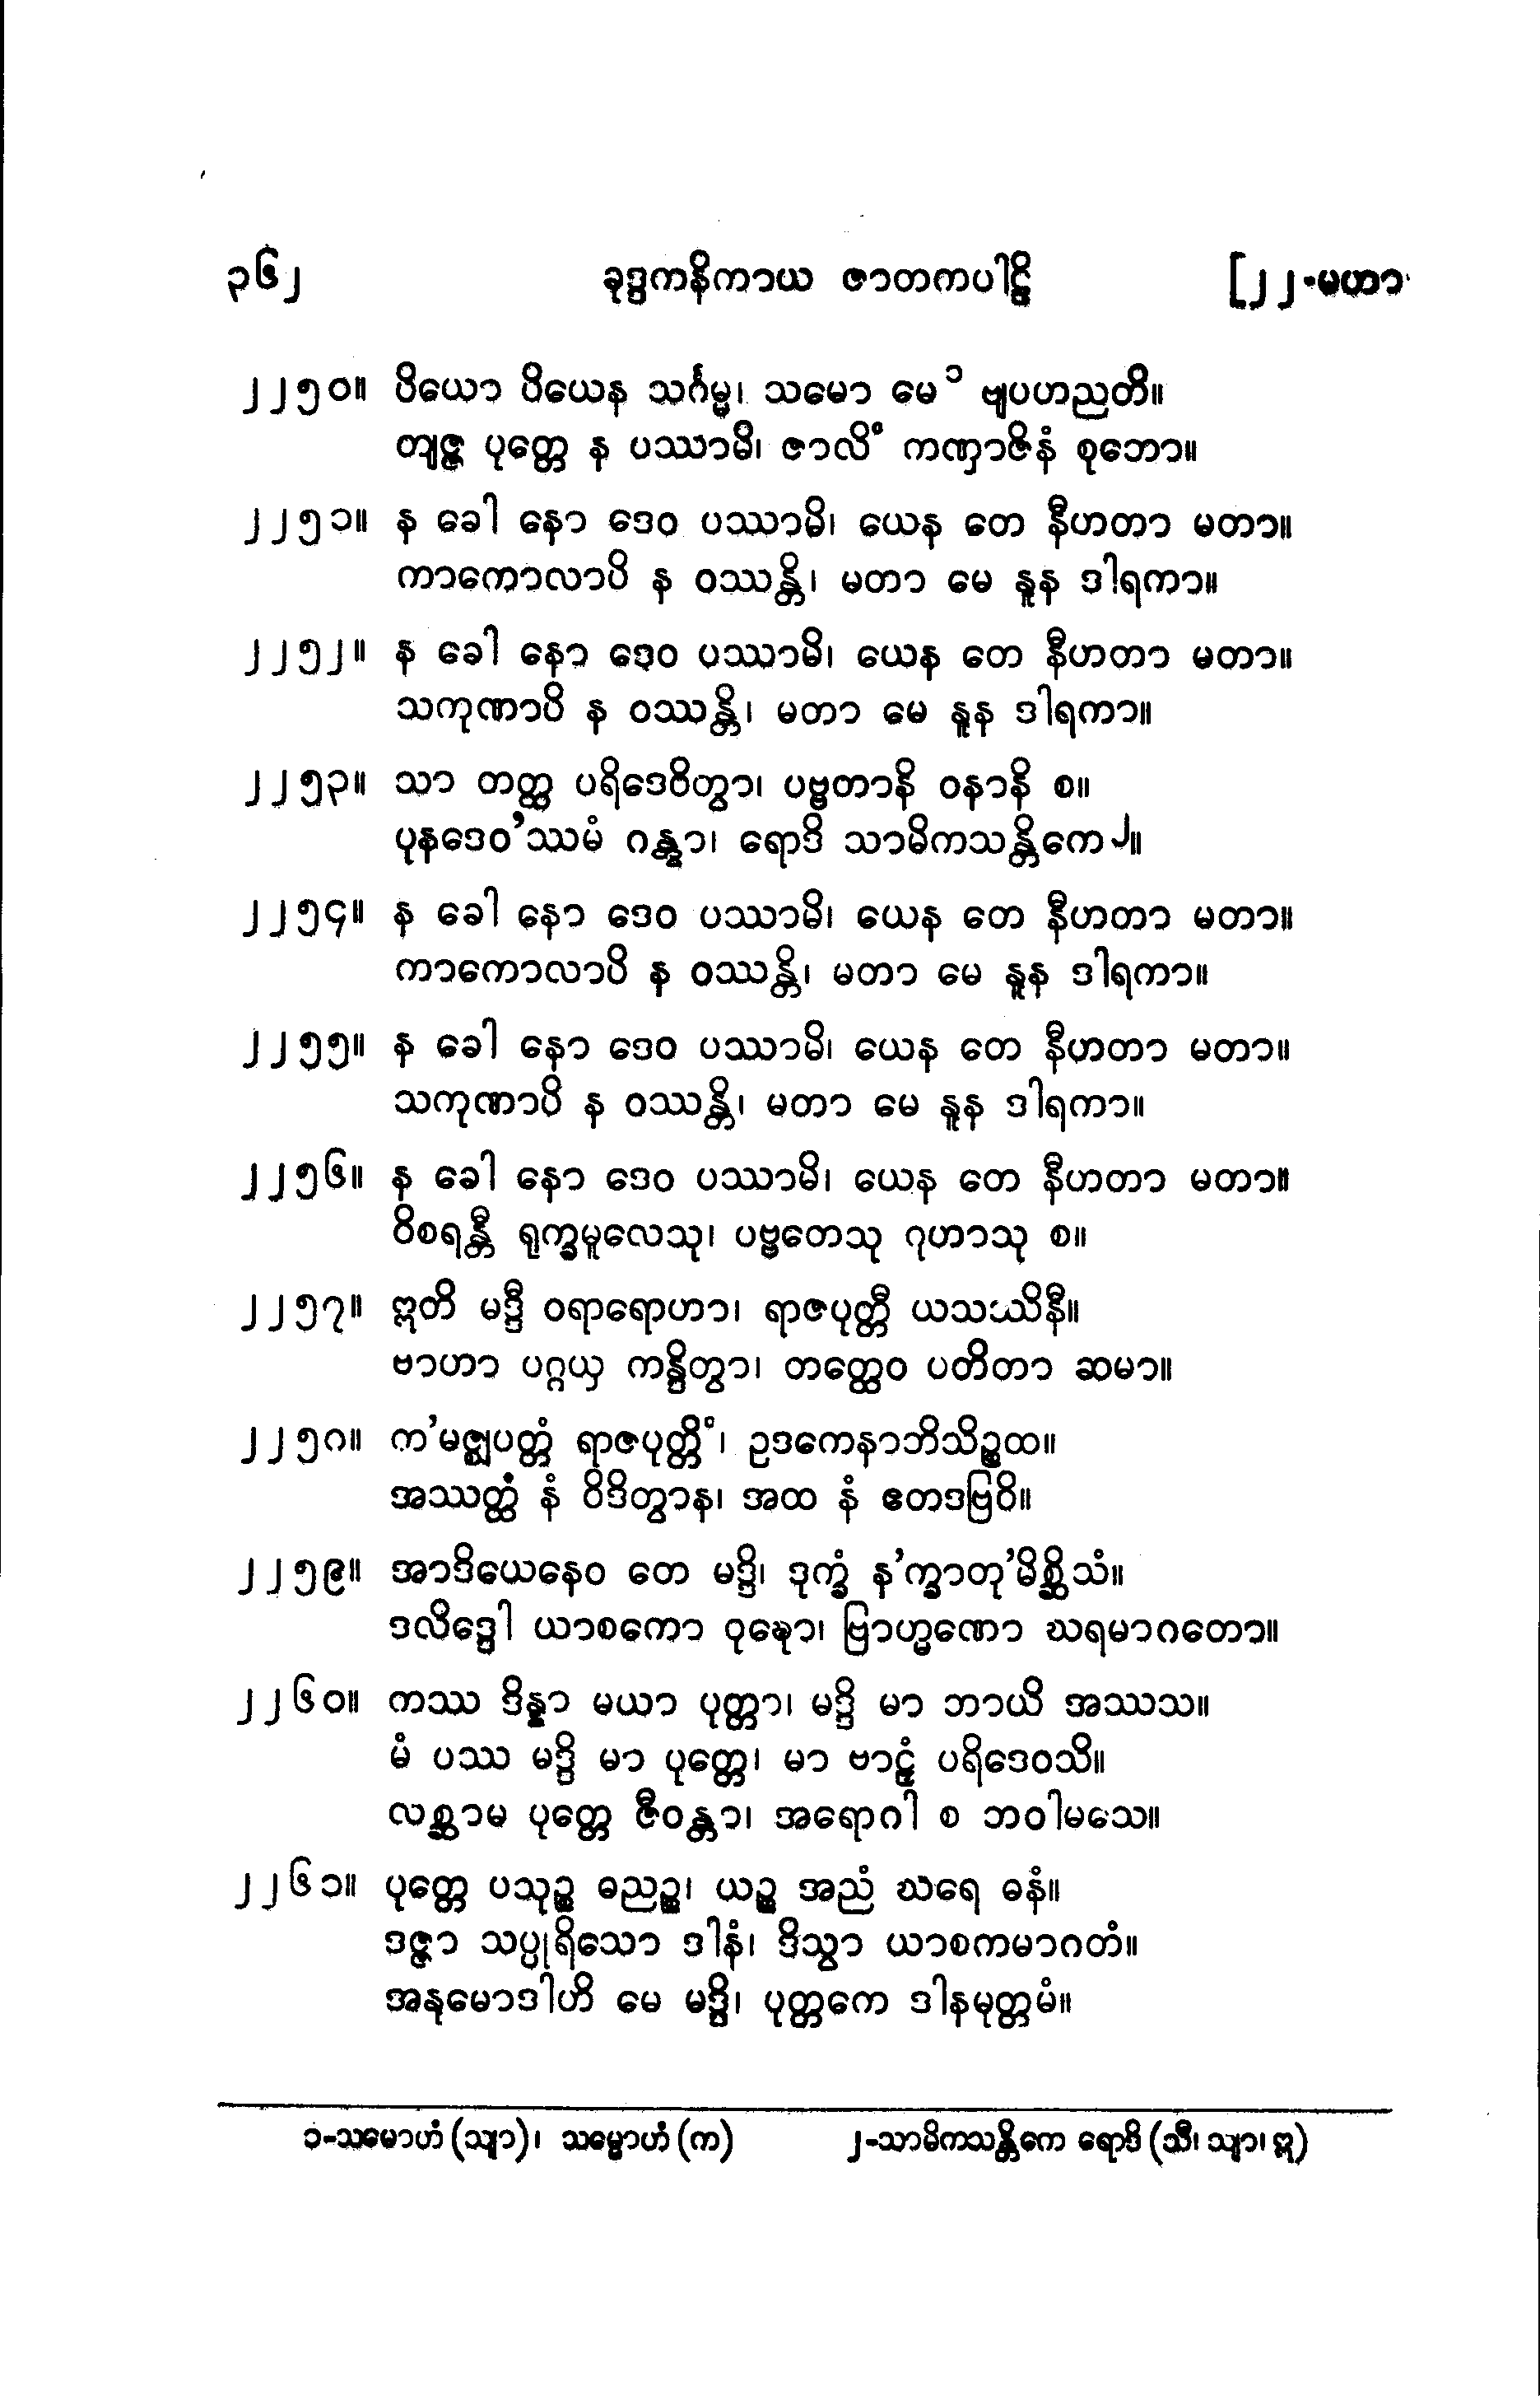 ၃၆၂ ခုဒ္ဒကနိကာယ ဇာတကပါဠိ [၂၂-မဟာ
၂၂၅၀။ ပိယော ပိယေန သင်္ဂမ္မ၊ သမော မေ ၁ ဗျပဟညတိ။
တျဇ္ဇ ပုတ္တေ န ပဿာမိ၊ ဇာလိံ ကဏှာဇိနံ စုဘော။
၂၂၅၁။ န ခေါ နော ဒေဝ ပဿာမိ၊ ယေန တေ နီဟတာ မတာ။
ကာကောလာပိ န ဝဿန္တိ၊ မတာ မေ နူန ဒါရကာ။
၂၂၅၂။ န ခေါ နော ဒေဝ ပဿာမိ၊ ယေန တေ နီဟတာ မတာ။
သကုဏာပိ န ဝဿန္တိ၊ မတာ မေ နူန ဒါရကာ။
၂၂၅၃။ သာ တတ္ထ ပရိဒေဝိတွာ၊ ပဗ္ဗတာနိ ဝနာနိ စ။
ပုနဒေဝ’ဿမံ ဂန္တွာ၊ ရောဒိ သာမိကသန္တိကေ ၂။
၂၂၅၄။ န ခေါ နော ဒေဝ ပဿာမိ၊ ယေန တေ နီဟတာ မတာ။
ကာကောလာပိ န ဝဿန္တိ၊ မတာ မေ နူန ဒါရကာ။
၂၂၅၅။ န ခေါ နော ဒေဝ ပဿာမိ၊ ယေန တေ နီဟတာ မတာ။
သကုဏာပိ န ဝဿန္တိ၊ မတာ မေ နူန ဒါရကာ။
၂၂၅၆။ န ခေါ နော ဒေဝ ပဿာမိ၊ ယေန တေ နီဟတာ မတာ။
ဝိစရန္တီ ရုက္ခမူလေသု၊ ပဗ္ဗတေသု ဂုဟာသု စ။
၂၂၅၇။ ဣတိ မဒ္ဒီ ဝရာရောဟာ၊ ရာဇပုတ္တီ ယသဿိနီ။
ဗာဟာ ပဂ္ဂယှ ကန္ဒိတွာ၊ တတ္ထေဝ ပတိတာ ဆမာ။
၂၂၅၈။ က’မဇ္ဈပတ္တံ ရာဇပုတ္တိံ၊ ဥဒကေနာဘိသိဉ္စထ။
အဿတ္ထံ နံ ဝိဒိတွာန၊ အထ နံ ဧတဒဗြဝိ။
၂၂၅၉။ အာဒိယေနေဝ တေ မဒ္ဒိ၊ ဒုက္ခံ န’က္ခာတု’မိစ္ဆိသံ။
ဒလိဒ္ဒေါ ယာစကော ဝုဍ္ဎော၊ ဗြာဟ္မဏော ဃရမာဂတော။
၂၂၆၀။ ကဿ ဒိန္နာ မယာ ပုတ္တာ၊ မဒ္ဒိ မာ ဘာယိ အဿသ။
မံ ပဿ မဒ္ဒိ မာ ပုတ္တေ၊ မာ ဗာဠှံ ပရိဒေဝသိ။
လစ္ဆာမ ပုတ္တေ ဇီဝန္တာ၊ အရောဂါ စ ဘဝါမသေ။
၂၂၆၁။ ပုတ္တေ ပသုဉ္စ ဓညဉ္စ၊ ယဉ္စ အညံ ဃရေ ဓနံ။
ဒဇ္ဇာ သပ္ပုရိသော ဒါနံ၊ ဒိသွာ ယာစကမာဂတံ။
အနုမောဒါဟိ မေ မဒ္ဒိ၊ ပုတ္တကေ ဒါနမုတ္တမံ။
၁-သမောဟံ (သျာ)၊ သမ္မောဟံ (က) ၂-သာမိကသန္တိကေ ရောဒိ (သီ၊ သျာ၊ ဣ)